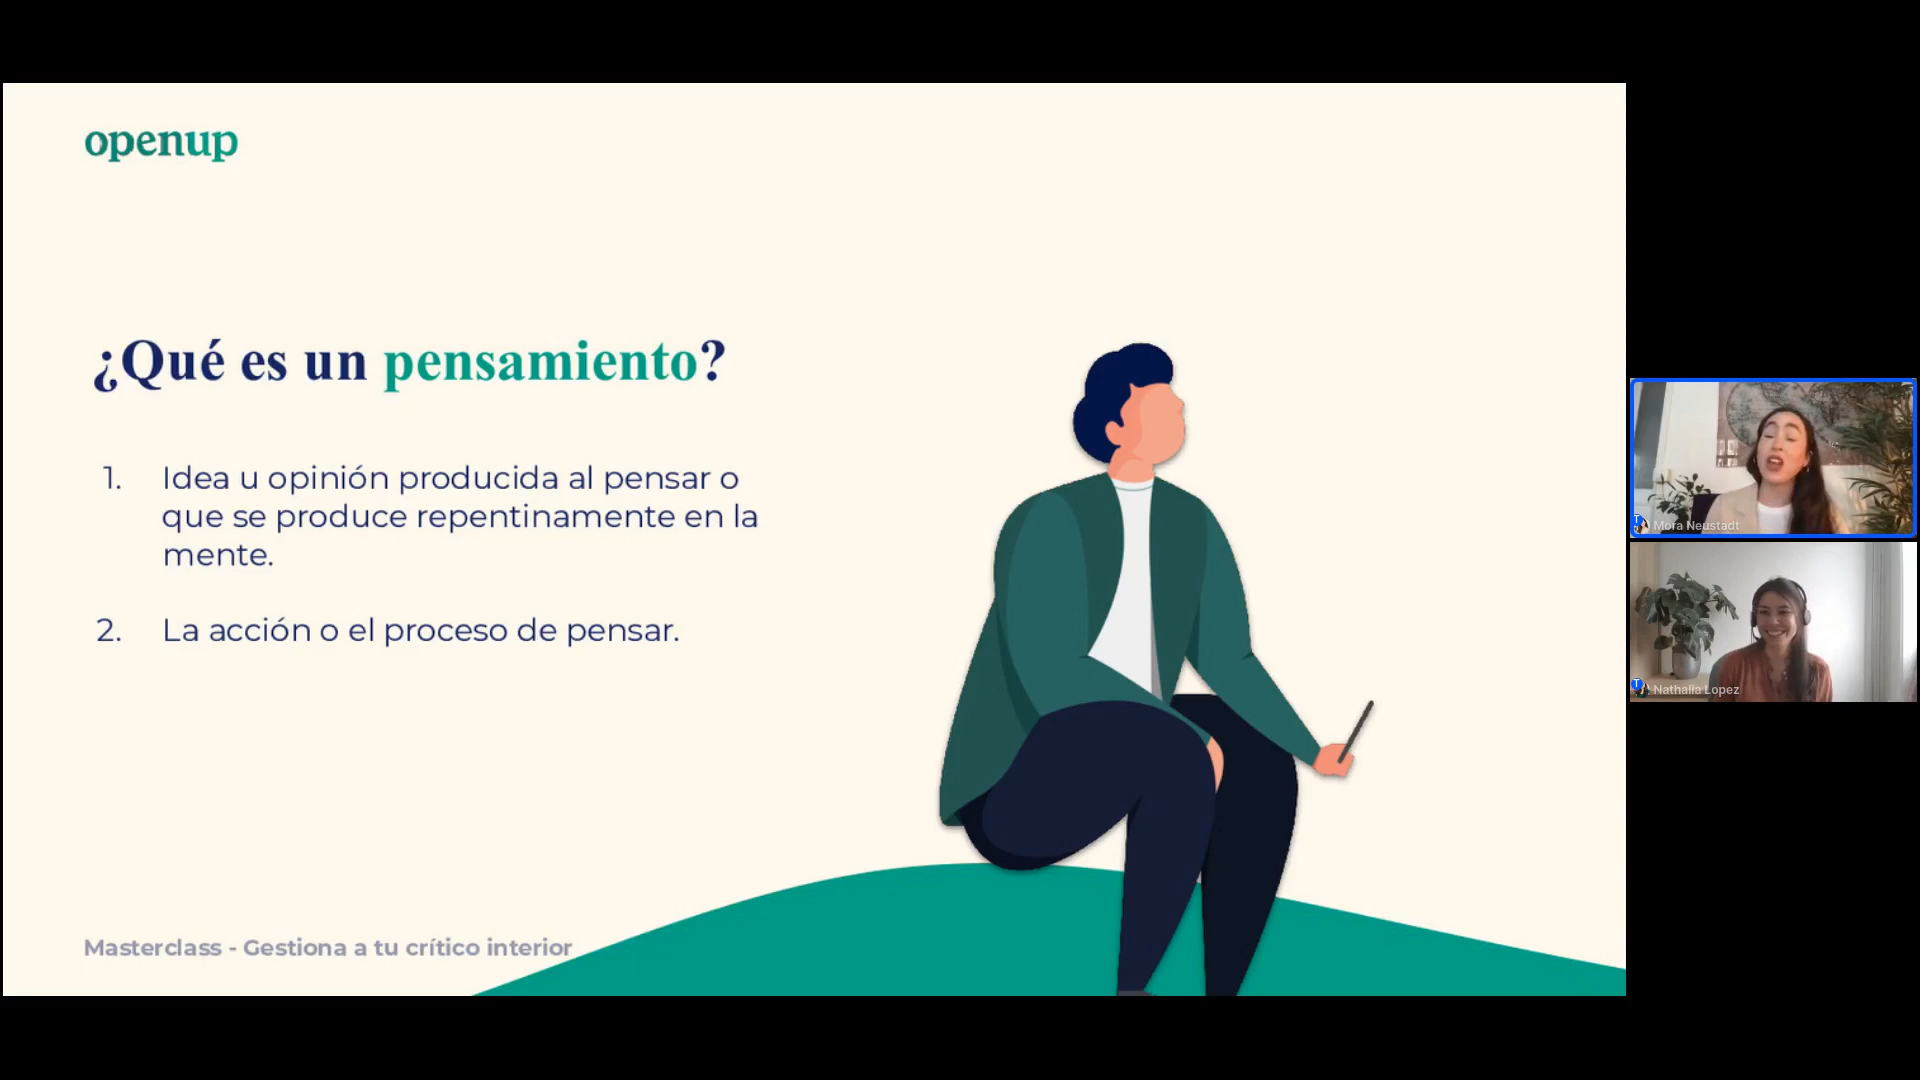 openup
¿Qué es un pensamiento?
1. Idea u opinión producida al pensar o
que se produce repentinamente en la
mente.
2. La acción o el proceso de pensar.
Masterclass - Gestiona a tu crítico interior
Mora Neustadt
Nathalia Lopez